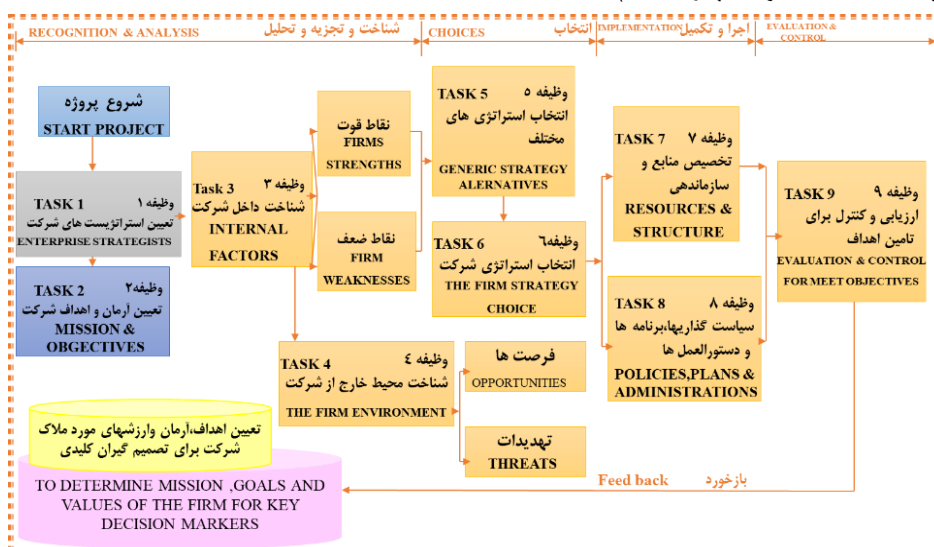 RECOGNITION & ANALYSIS
شناخت و تجزیه و تحلیل
CHOICES
انتخاب
IMPLEMENTATION
اجرا و تکمیل
EVALUATION &
CONTROL
شروع پروژه
START PROJECT
TASK 1
وظیفه ۱
تعیین استراتژیست های شرکت
ENTERPRISE STRATEGISTS
TASK 2
وظیفه۲
تعیین آرمان و اهداف شرکت
MISSION &
OBGECTIVES
Task 3
وظیفه ۳
شناخت داخل شرکت
INTERNAL
FACTORS
نقاط قوت
FIRMS
STRENGTHS
نقاط ضعف
FIRM
WEAKNESSES
TASK 4
وظیفه ٤
شناخت محیط خارج از شرکت
THE FIRM ENVIRONMENT
فرصت ها
OPPORTUNITIES
تهدیدات
THREATS
TASK 5
وظیفه ٥
انتخاب استراتژی های
مختلف
GENERIC STRATEGY
ALERNATIVES
TASK 6
وظیفه٦
انتخاب استراتژی شرکت
THE FIRM STRATEGY
CHOICE
TASK 7
وظیفه ۷
تخصیص منابع و
سازماندهی
RESOURCES &
STRUCTURE
TASK 8
وظیفه ۸
سیاست گذاریها،برنامه ها
و دستورالعمل ها
POLICIES,PLANS &
ADMINISTRATIONS
TASK 9
وظیفه ۹
ارزیابی و کنترل برای
تامین اهداف
EVALUATION & CONTROL
FOR MEET OBJECTIVES
Feed back
بازخورد
تعیین اهداف،آرمان وارزشهای مورد ملاک
شرکت برای تصمیم گیران کلیدی
TO DETERMINE MISSION ,GOALS AND
VALUES OF THE FIRM FOR KEY
DECISION MARKERS